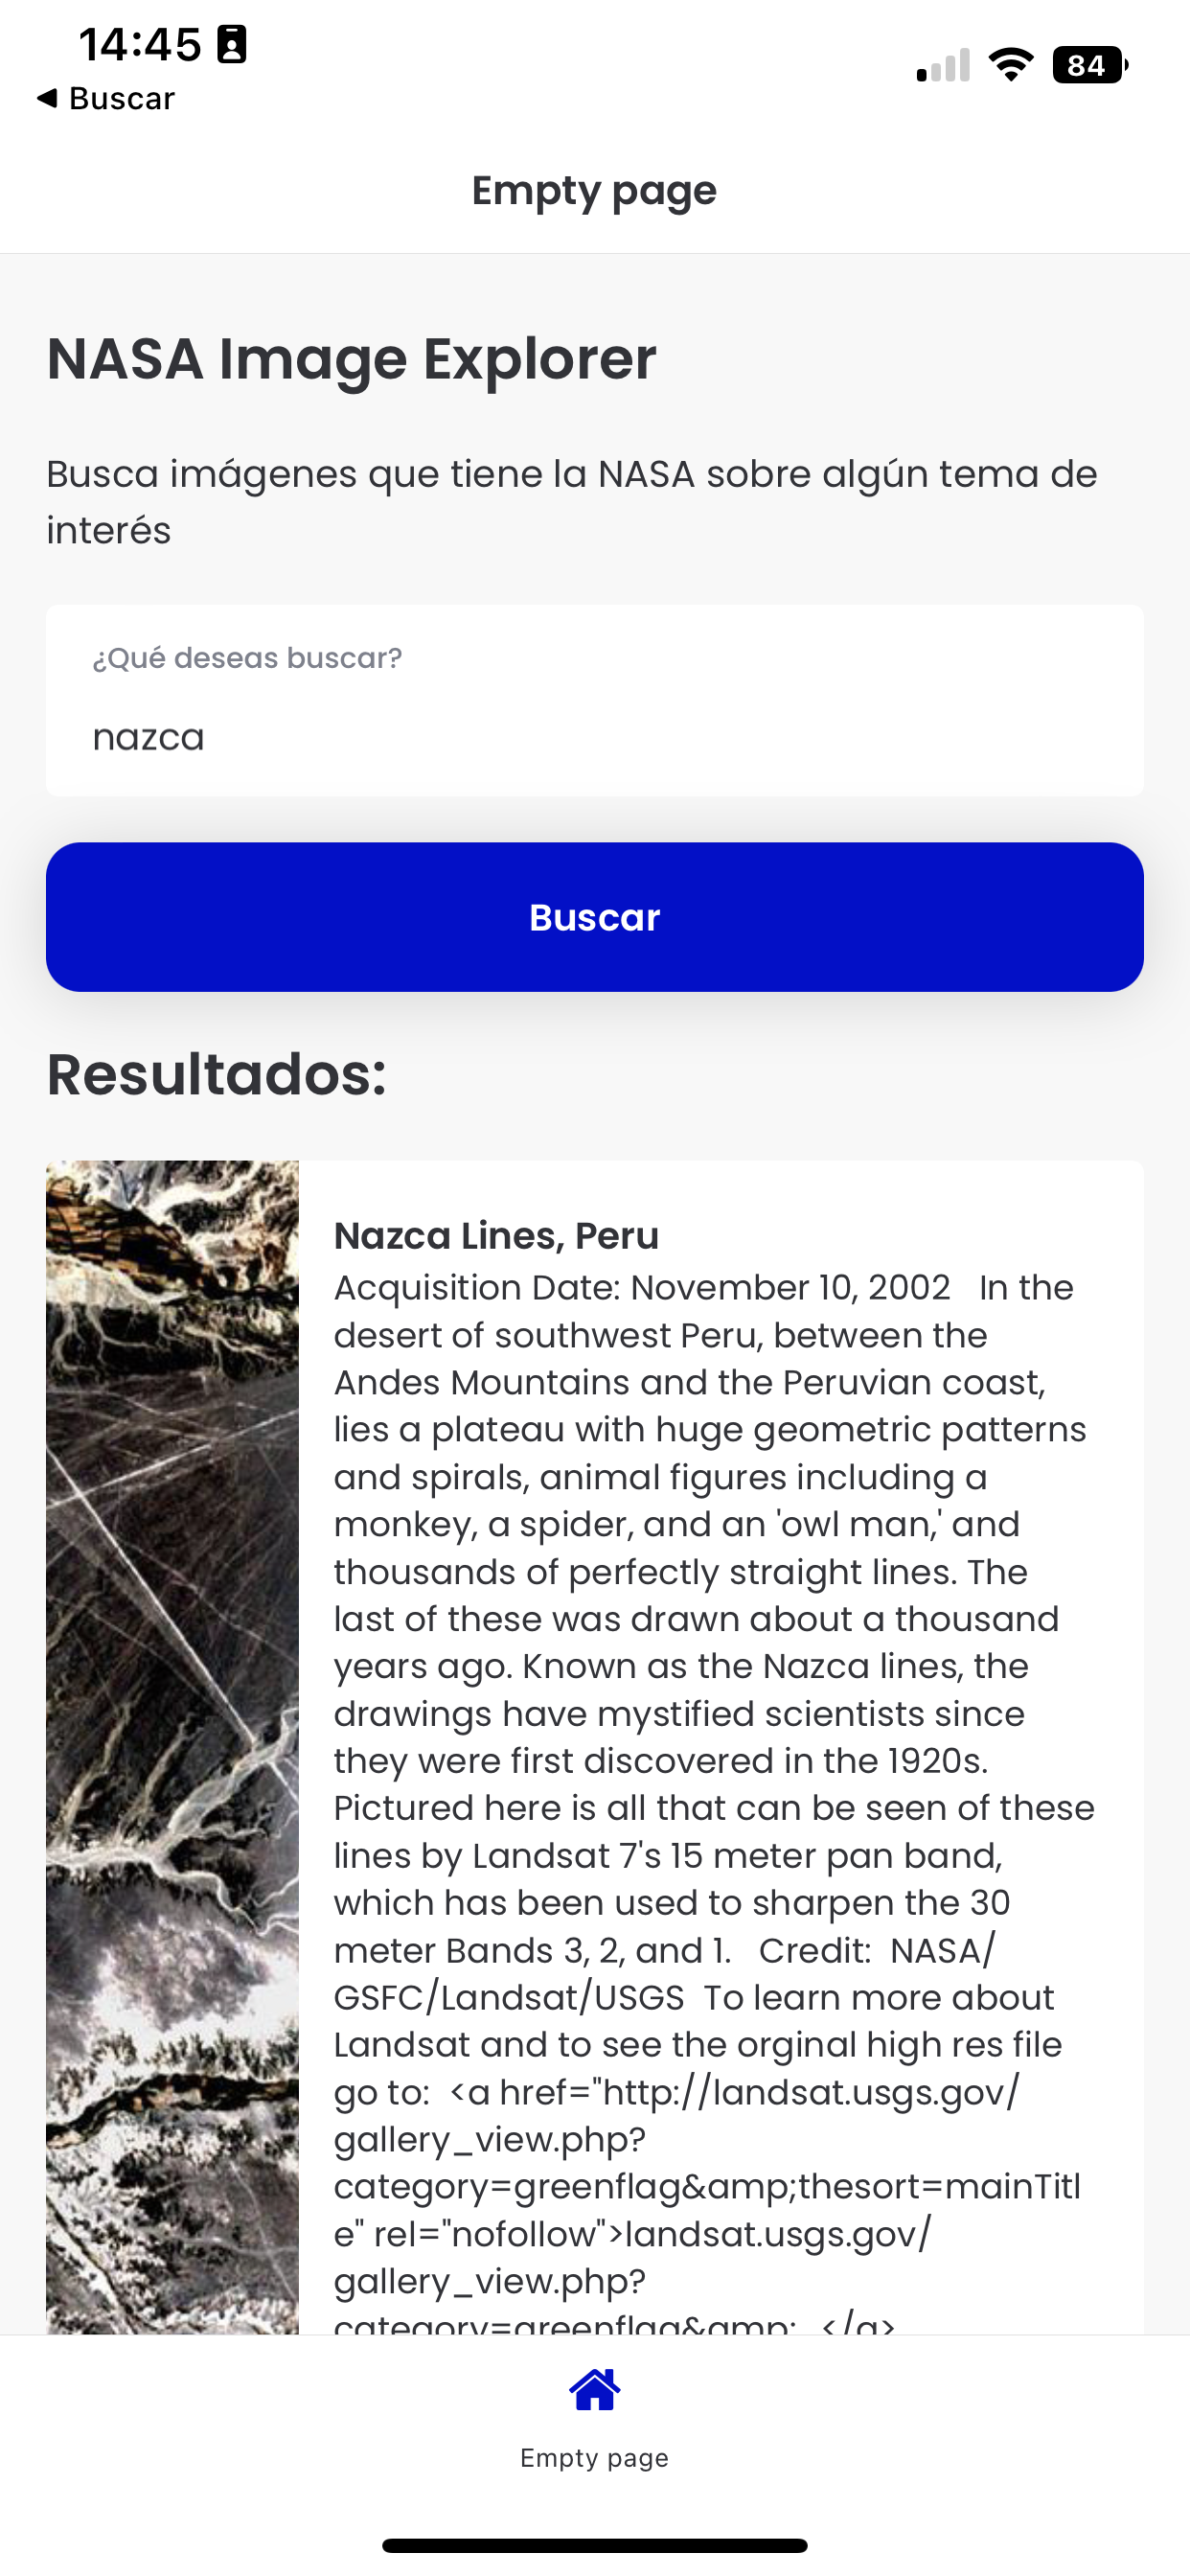 14:45
84
◀ Buscar
Empty page
NASA Image Explorer
Busca imágenes que tiene la NASA sobre algún tema de
interés
¿Qué deseas buscar?
nazca
Buscar
Resultados:
Nazca Lines, Peru
Acquisition Date: November 10, 2002   In the
desert of southwest Peru, between the
Andes Mountains and the Peruvian coast,
lies a plateau with huge geometric patterns
and spirals, animal figures including a
monkey, a spider, and an 'owl man,' and
thousands of perfectly straight lines. The
last of these was drawn about a thousand
years ago. Known as the Nazca lines, the
drawings have mystified scientists since
they were first discovered in the 1920s.
Pictured here is all that can be seen of these
lines by Landsat 7's 15 meter pan band,
which has been used to sharpen the 30
meter Bands 3, 2, and 1.   Credit:  NASA/
GSFC/Landsat/USGS  To learn more about
Landsat and to see the orginal high res file
go to:  <a href="http://landsat.usgs.gov/
gallery_view.php?
category=greenflag&amp;thesort=mainTitl
e" rel="nofollow">landsat.usgs.gov/
gallery_view.php?
category=greenflag&amp;  </a>
Empty page